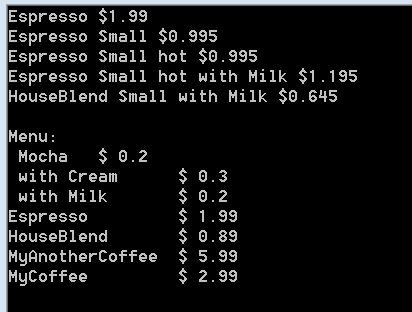 Espresso $1.99
Espresso Small $0.995
Espresso Small hot $0.995
Espresso Small hot with Milk $1.195
HouseBlend Small with Milk $0.645

Menu:
 Mocha   $ 0.2
 with Cream      $ 0.3
 with Milk       $ 0.2
Espresso         $ 1.99
HouseBlend       $ 0.89
MyAnotherCoffee  $ 5.99
MyCoffee         $ 2.99